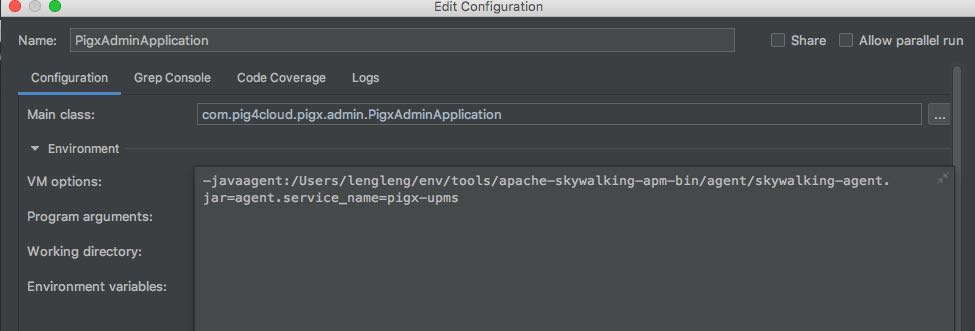 Edit Configuration
Name: PigxAdminApplication Share Allow parallel run
Configuration Grep Console Code Coverage Logs
Main class: com.pig4cloud.pigx.admin.PigxAdminApplication ...
Environment
VM options: -javaagent:/Users/lengleng/env/tools/apache-skywalking-apm-bin/agent/skywalking-agent.
jar=agent.service_name=pigx-upms
Program arguments:
Working directory:
Environment variables: